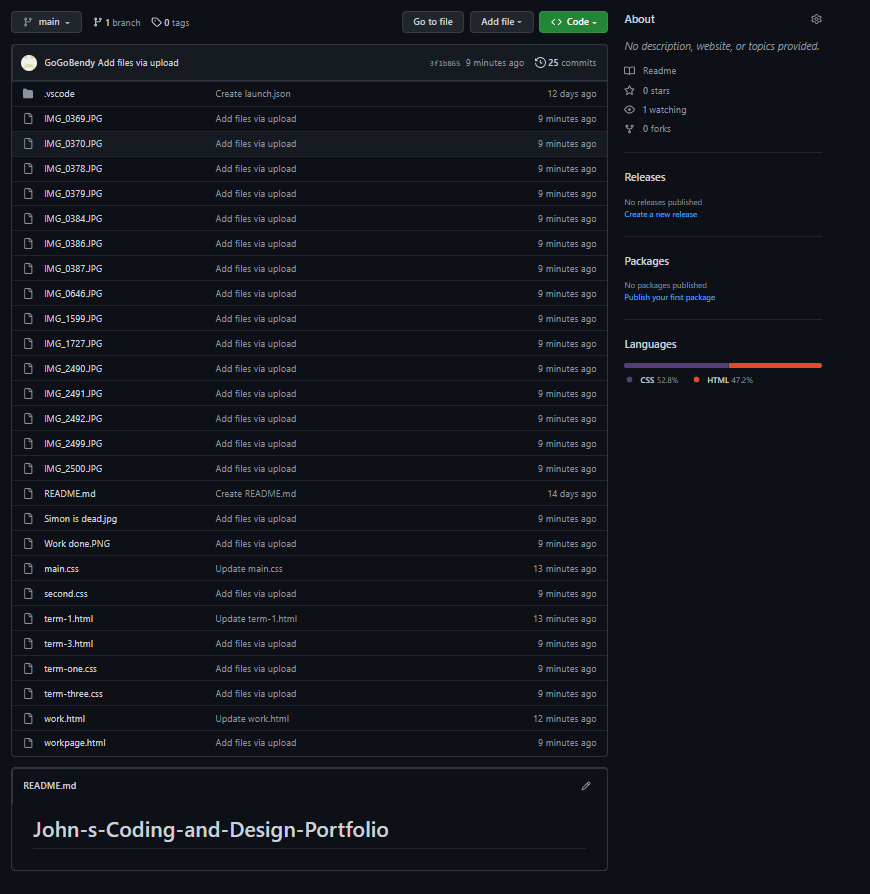 main
1 branch
0 tags
Go to file
Add file
<> Code
GoGoBendy Add files via upload
3f1b865 9 minutes ago
25 commits
.vscode Create launch.json 12 days ago
IMG_0369.JPG Add files via upload 9 minutes ago
IMG_0370.JPG Add files via upload 9 minutes ago
IMG_0378.JPG Add files via upload 9 minutes ago
IMG_0379.JPG Add files via upload 9 minutes ago
IMG_0384.JPG Add files via upload 9 minutes ago
IMG_0386.JPG Add files via upload 9 minutes ago
IMG_0387.JPG Add files via upload 9 minutes ago
IMG_0646.JPG Add files via upload 9 minutes ago
IMG_1599.JPG Add files via upload 9 minutes ago
IMG_1727.JPG Add files via upload 9 minutes ago
IMG_2490.JPG Add files via upload 9 minutes ago
IMG_2491.JPG Add files via upload 9 minutes ago
IMG_2492.JPG Add files via upload 9 minutes ago
IMG_2499.JPG Add files via upload 9 minutes ago
IMG_2500.JPG Add files via upload 9 minutes ago
README.md Create README.md 14 days ago
Simon is dead.jpg Add files via upload 9 minutes ago
Work done.PNG Add files via upload 9 minutes ago
main.css Update main.css 13 minutes ago
second.css Add files via upload 9 minutes ago
term-1.html Update term-1.html 13 minutes ago
term-3.html Add files via upload 9 minutes ago
term-one.css Add files via upload 9 minutes ago
term-three.css Add files via upload 9 minutes ago
work.html Update work.html 12 minutes ago
workpage.html Add files via upload 9 minutes ago
README.md
John-s-Coding-and-Design-Portfolio
About
No description, website, or topics provided.
Readme
0 stars
1 watching
0 forks
Releases
No releases published
Create a new release
Packages
No packages published
Publish your first package
Languages
CSS 52.8%
HTML 47.2%